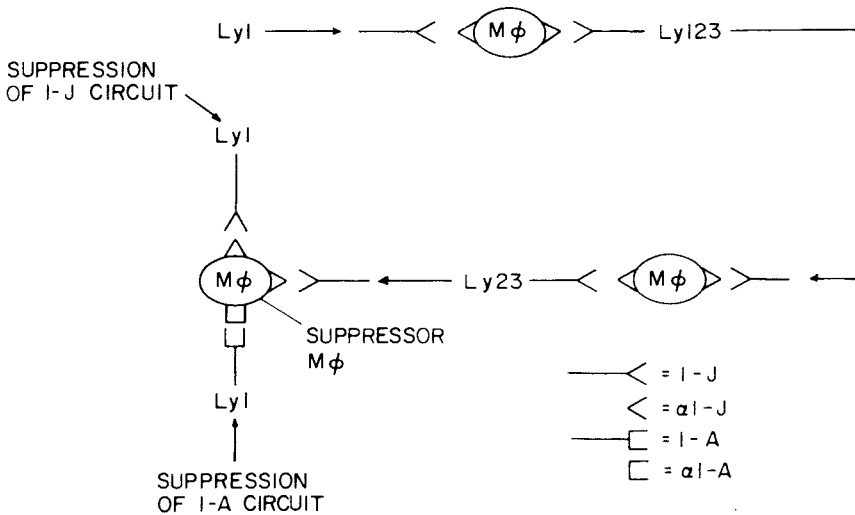 Ly1 Mϕ Ly123
SUPPRESSION
OF I-J CIRCUIT
Ly1
Mϕ Ly23 Mϕ
SUPPRESSOR
Mϕ
Ly1
SUPPRESSION
OF I-A CIRCUIT
= I-J
= αI-J
= I-A
= αI-A